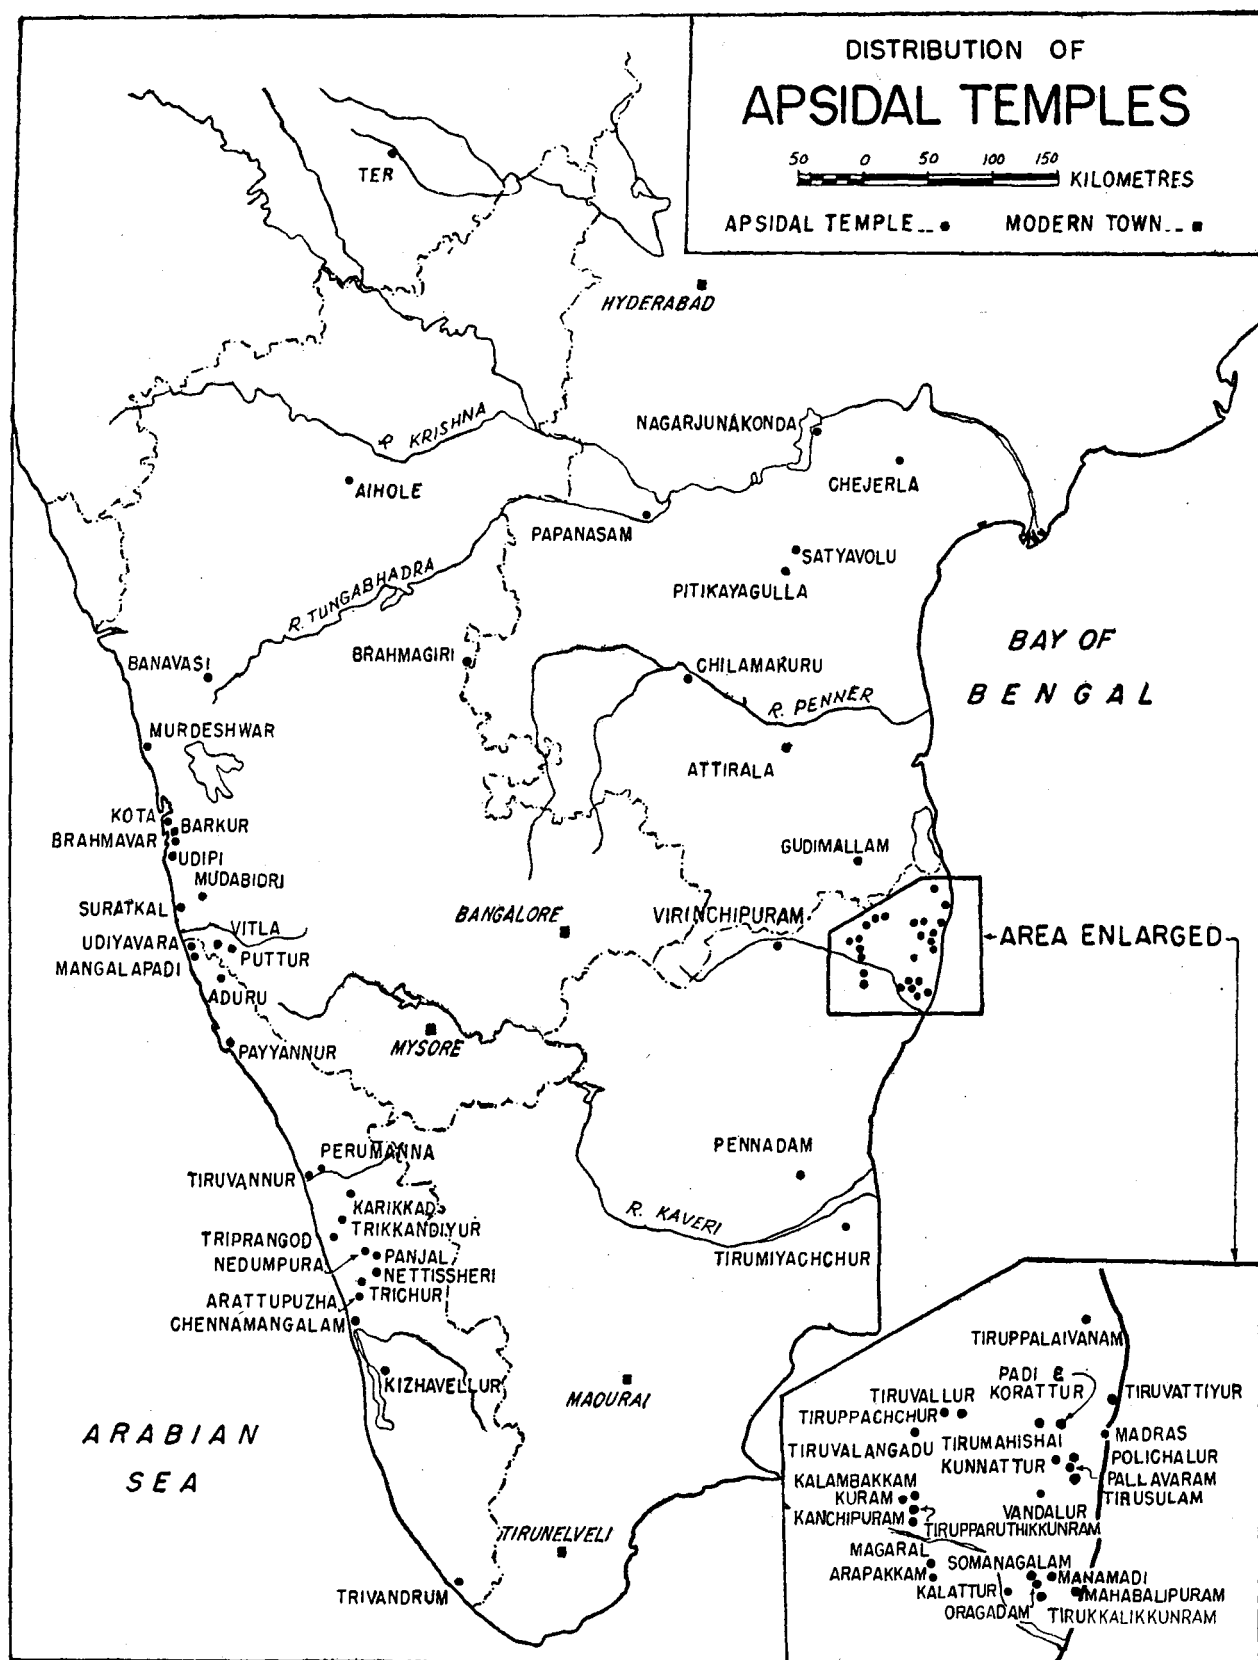 DISTRIBUTION OF
APSIDAL TEMPLES
50 0 50 100 150
KILOMETRES
APSIDAL TEMPLE __ ● MODERN TOWN __ ■
TER
HYDERABAD
R KRISHNA
NAGARJUNAKONDA
AIHOLE
CHEJERLA
PAPANASAM
SATYAVOLU
PITIKAYAGULLA
R. TUNGABHADRA
BAY OF
BENGAL
BANAVASI
BRAHMAGIRI
CHILAMAKURU
R. PENNER
MURDESHWAR
ATTIRALA
KOTA
BARKUR
BRAHMAVAR
UDIPI
GUDIMALLAM
MUDABIDRI
SURATKAL
BANGALORE
VIRINCHIPURAM
VITLA
AREA ENLARGED
UDIYAVARA
PUTTUR
MANGALAPADI
ADURU
PAYYANNUR
MYSORE
PERUMANNA
PENNADAM
TIRUVANNUR
KARIKKAD
TRIKKANDIYUR
R. KAVERI
TRIPRANGOD
NEDUMPURA
PANJAL
TIRUMIYACHCHUR
NETTISSHERI
TRICHUR
ARATTUPUZHA
CHENNAMANGALAM
KIZHAVELLUR
MADURAI
ARABIAN
SEA
TIRUNELVELI
TRIVANDRUM
TIRUPPALAIVANAM
PADI &
KORATTUR
TIRUVALLUR
TIRUVATTIYUR
TIRUPPACHCHUR
MADRAS
TIRUVALANGADU
TIRUMAHISHAI
POLICHALUR
KUNNATTUR
PALLAVARAM
KALAMBAKKAM
TIRUSULAM
KURAM
VANDALUR
KANCHIPURAM
TIRUPPARUTHIKKUNRAM
MAGARAL
SOMANAGALAM
ARAPAKKAM
MANAMADI
KALATTUR
MAHABALIPURAM
ORAGADAM
TIRUKKALIKKUNRAM